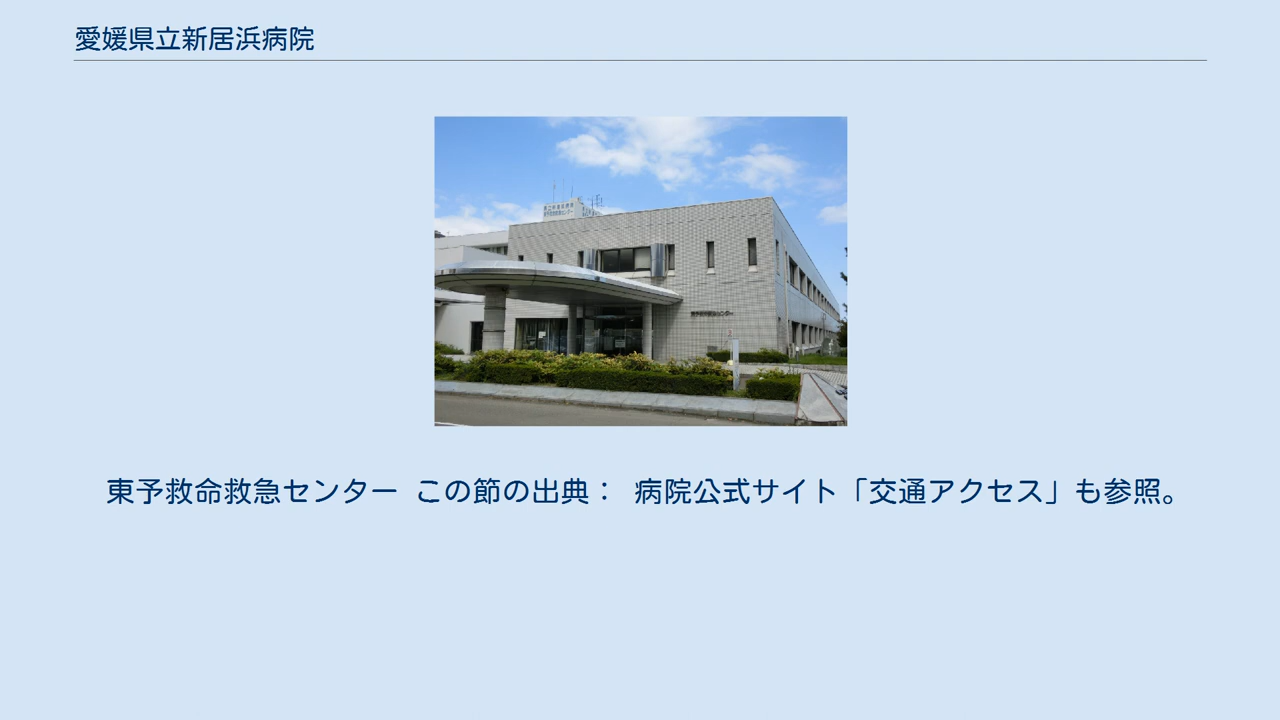 愛媛県立新居浜病院
東予救命救急センター この節の出典： 病院公式サイト「交通アクセス」も参照。